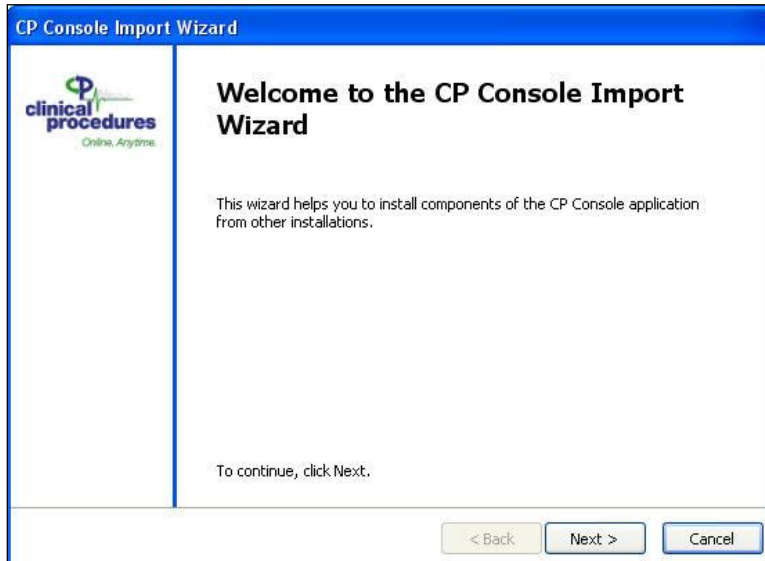 CP Console Import Wizard
CP
clinical
procedures
Online, Anytime.
Welcome to the CP Console Import
Wizard
This wizard helps you to install components of the CP Console application
from other installations.
To continue, click Next.
< Back
Next >
Cancel